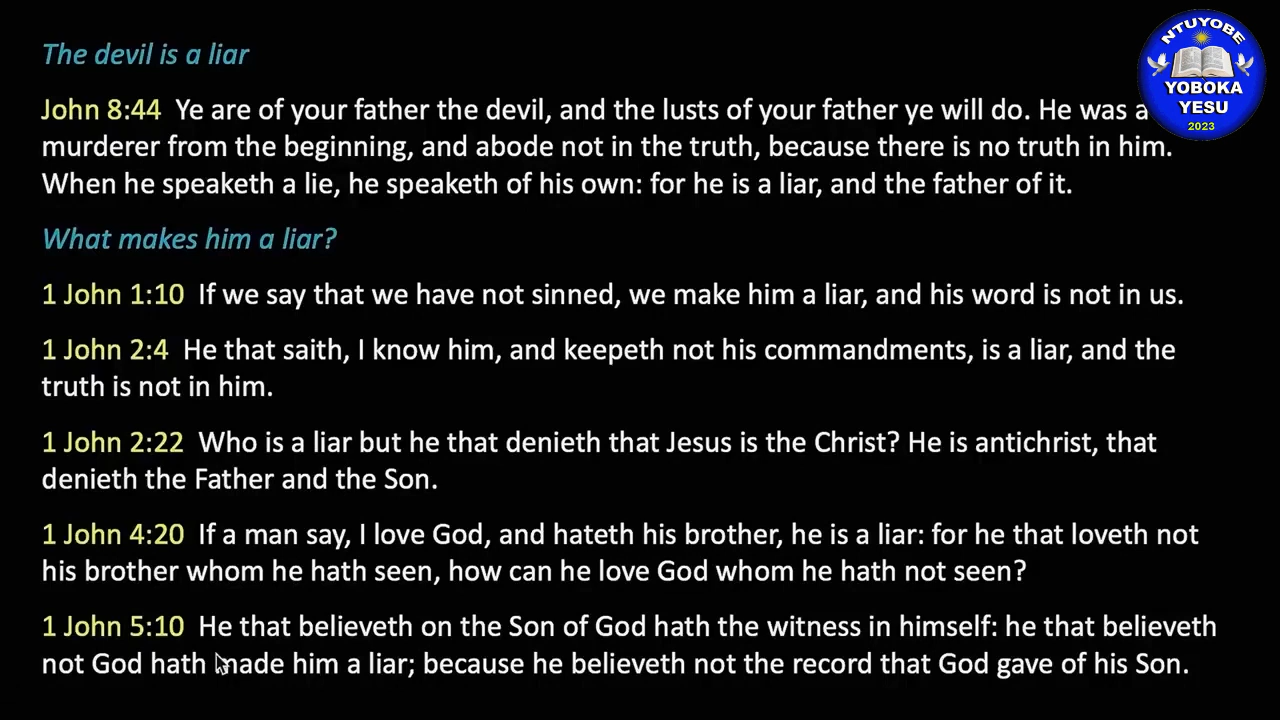 The devil is a liar
John 8:44 Ye are of your father the devil, and the lusts of your father ye will do. He was a
murderer from the beginning, and abode not in the truth, because there is no truth in him.
When he speaketh a lie, he speaketh of his own: for he is a liar, and the father of it.
What makes him a liar?
1 John 1:10 If we say that we have not sinned, we make him a liar, and his word is not in us.
1 John 2:4 He that saith, I know him, and keepeth not his commandments, is a liar, and the
truth is not in him.
1 John 2:22 Who is a liar but he that denieth that Jesus is the Christ? He is antichrist, that
denieth the Father and the Son.
1 John 4:20 If a man say, I love God, and hateth his brother, he is a liar: for he that loveth not
his brother whom he hath seen, how can he love God whom he hath not seen?
1 John 5:10 He that believeth on the Son of God hath the witness in himself: he that believeth
not God hath made him a liar; because he believeth not the record that God gave of his Son.
NTUYOBE
YOBOKA
YESU
2023